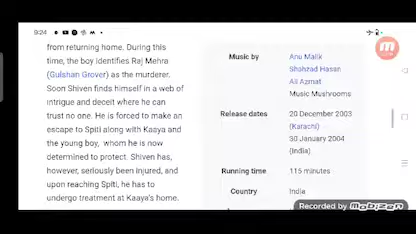 9:24
from returning home. During this
time, the boy identifies Raj Mehra
(Gulshan Grover) as the murderer.
Soon Shiven finds himself in a web of
intrigue and deceit where he can
trust no one. He is forced to make an
escape to Spiti along with Kaaya and
the young boy, whom he is now
determined to protect. Shiven has,
however, seriously been injured, and
upon reaching Spiti, he has to
undergo treatment at Kaaya's home.
Music by
Anu Malik
Shahzad Hasan
Ali Azmat
Music Mushrooms
Release dates
20 December 2003
(Karachi)
30 January 2004
(India)
Running time
115 minutes
Country
India
Recorded by Mobizen